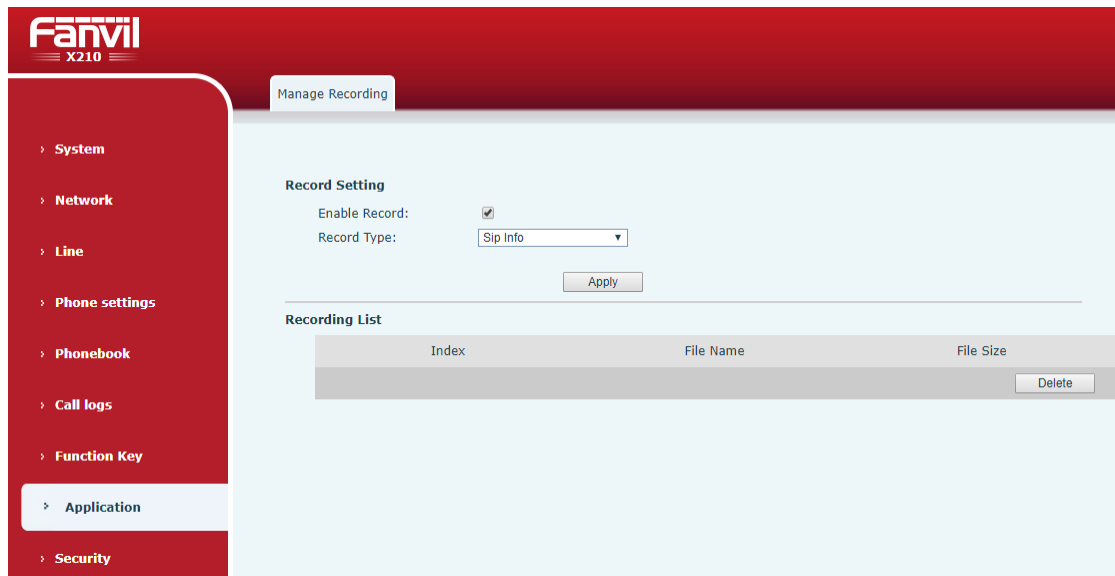 Fanvil
X210
Manage Recording
› System
› Network
› Line
› Phone settings
› Phonebook
› Call logs
› Function Key
› Application
› Security
Record Setting
Enable Record:
Record Type: Sip Info
Apply
Recording List
Index File Name File Size
Delete